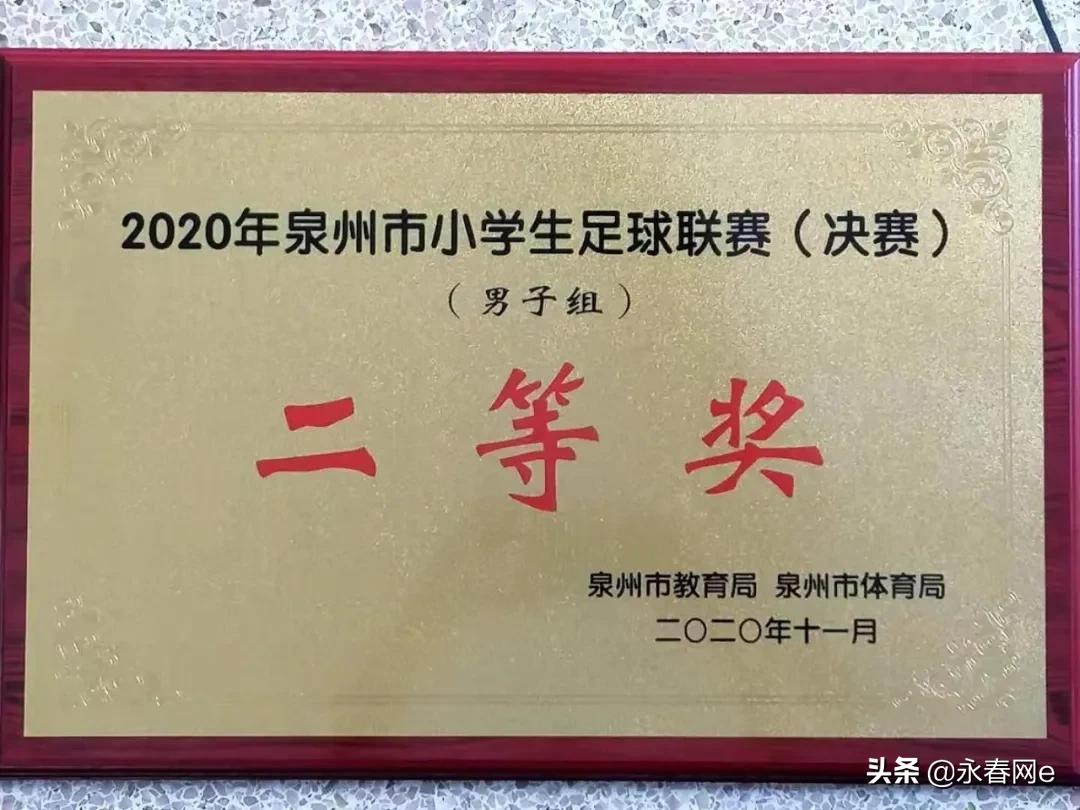 2020年泉州市小学生足球联赛（决赛）
（男子组）
二等奖
泉州市教育局 泉州市体育局
二〇二〇年十一月
头条 @永春网e